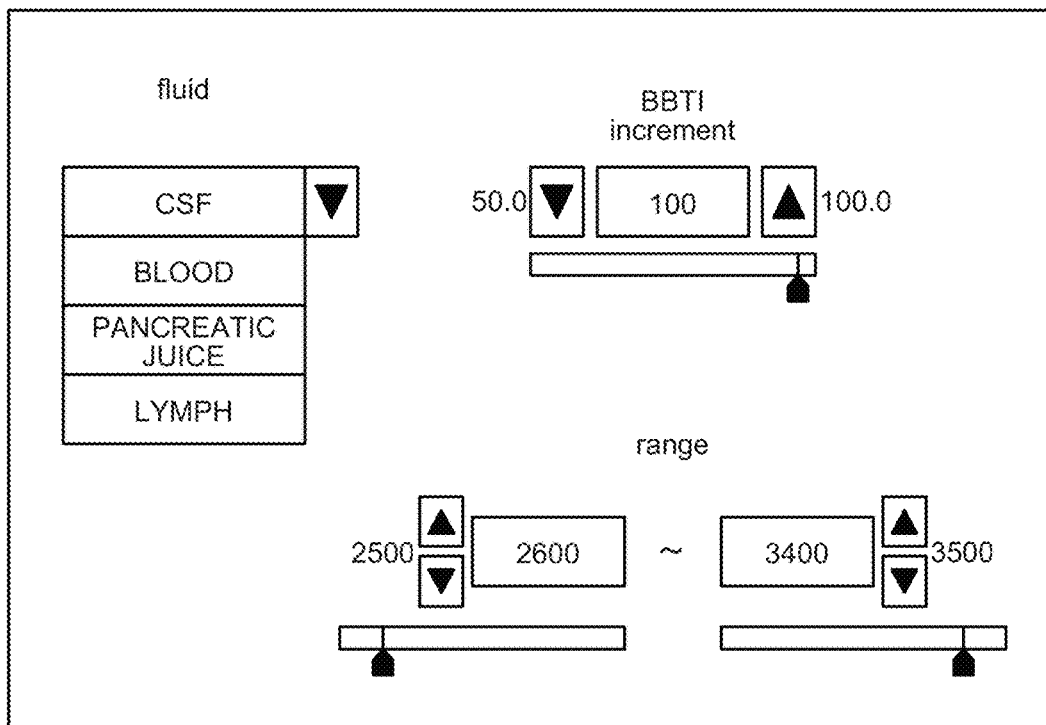 fluid
BBTI
increment
CSF
50.0 100 100.0
BLOOD
PANCREATIC
JUICE
LYMPH
range
2500 2600 ~ 3400 3500